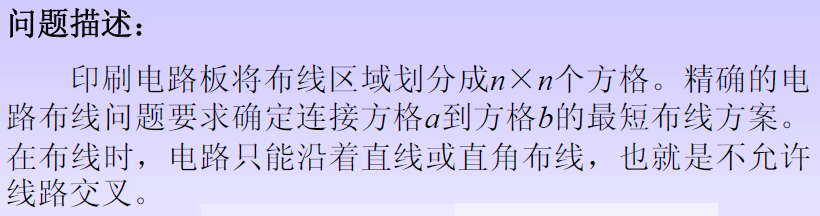 问题描述：
印刷电路板将布线区域划分成n×n个方格。精确的电
路布线问题要求确定连接方格a到方格b的最短布线方案。
在布线时，电路只能沿着直线或直角布线，也就是不允许
线路交叉。